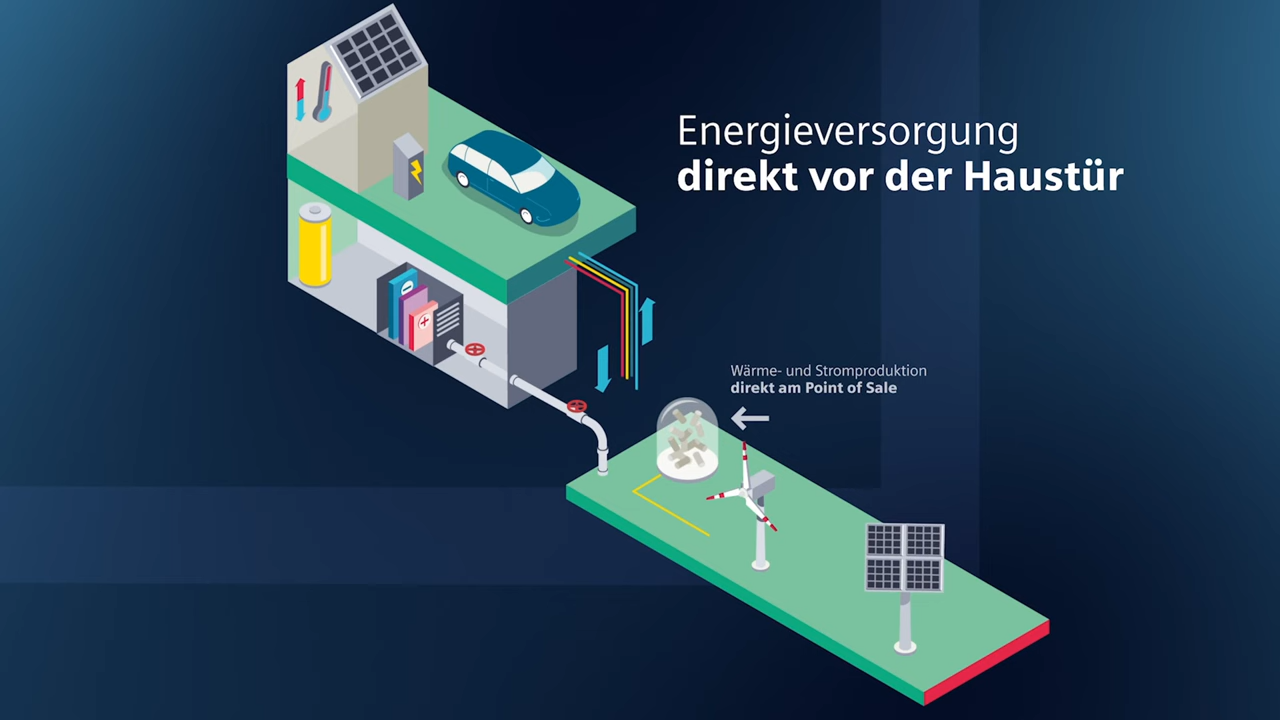 Energieversorgung
direkt vor der Haustür
Wärme- und Stromproduktion
direkt am Point of Sale